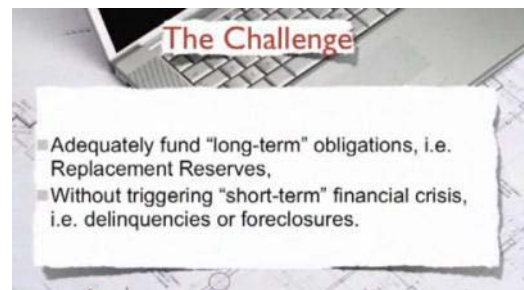 The Challenge
Adequately fund “long-term” obligations, i.e.
Replacement Reserves,
Without triggering “short-term” financial crisis,
i.e. delinquencies or foreclosures.